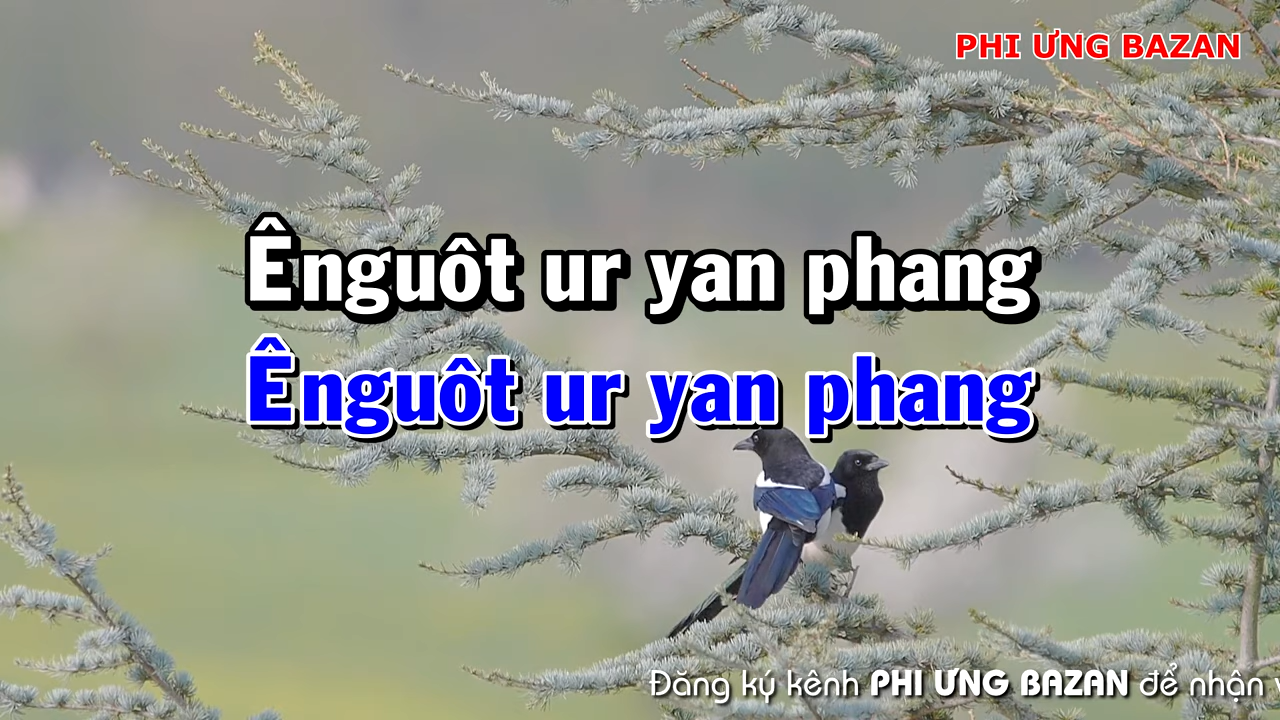 PHI ƯNG BAZAN
Ênguôt ur yan phang
Ênguôt ur yan phang
Đăng ký kênh PHI ƯNG BAZAN để nhận